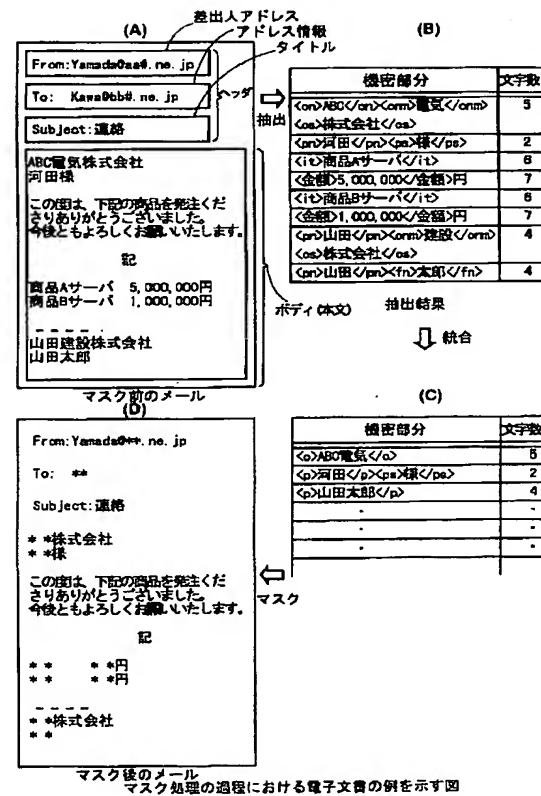 (A)
差出人アドレス
アドレス情報
タイトル
From:Yamada@aa#.ne.jp
To: Kawa@bb#.ne.jp
Subject:連絡
ヘッダ
ABC電気株式会社
河田様
この度は、下記の商品を発注くだ
さりありがとうございました。
今後ともよろしくお願いいたします。
記
商品Aサーバ 5,000,000円
商品Bサーバ 1,000,000円
－－－－
山田建設株式会社
山田太郎
ボディ(本文)
マスク前のメール
抽出
(B)
機密部分 文字数
<on>ABC</on><orm>電気</orm> 5
<os>株式会社</os>
<pn>河田</pn><ps>様</ps> 2
<it>商品Aサーバ</it> 6
<金額>5,000,000</金額>円 7
<it>商品Bサーバ</it> 6
<金額>1,000,000</金額>円 7
<pn>山田</pn><orm>建設</orm> 4
<os>株式会社</os>
<pn>山田</pn><fn>太郎</fn> 4
抽出結果
統合
(C)
機密部分 文字数
<o>ABC電気</o> 5
<p>河田</p><ps>様</ps> 2
<p>山田太郎</p> 4
マスク
(D)
From:Yamada@**.ne.jp
To: **
Subject:連絡
**株式会社
**様
この度は、下記の商品を発注くだ
さりありがとうございました。
今後ともよろしくお願いいたします。
記
** **円
** **円
－－－－
**株式会社
**
マスク後のメール
マスク処理の過程における電子文書の例を示す図